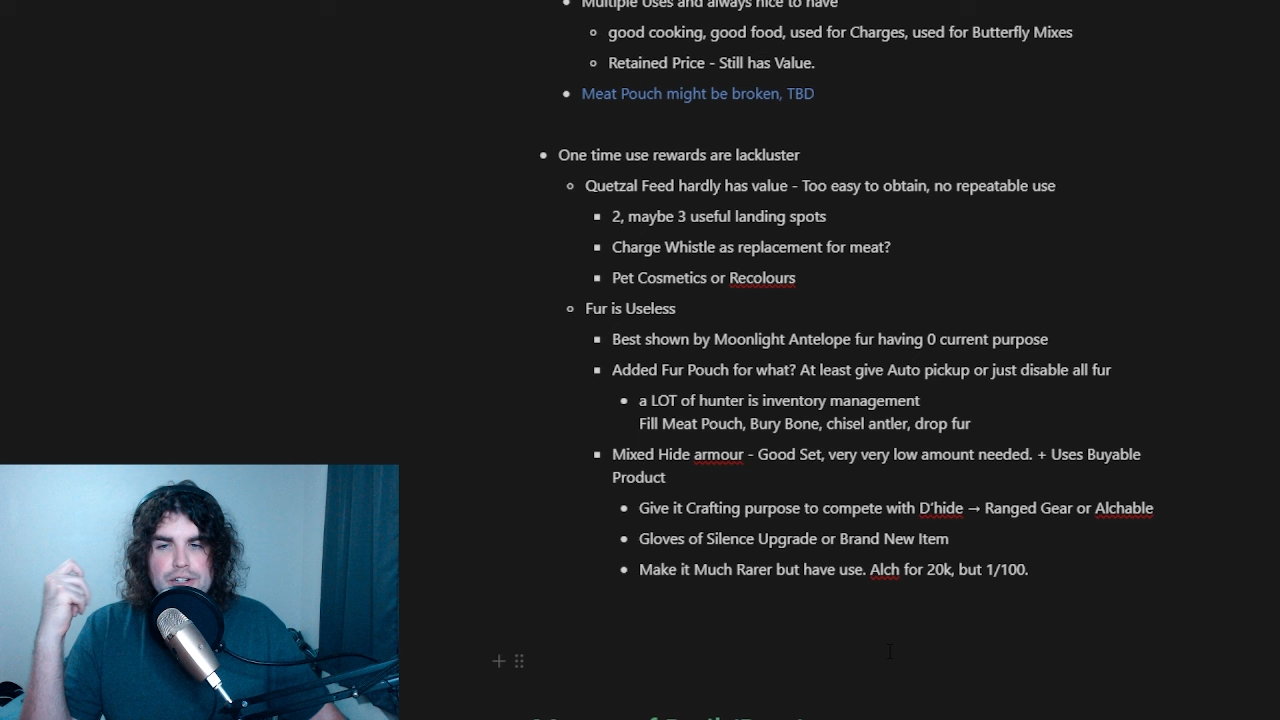 Multiple Uses and always nice to have
good cooking, good food, used for Charges, used for Butterfly Mixes
Retained Price - Still has Value.
Meat Pouch might be broken, TBD
One time use rewards are lackluster
Quetzal Feed hardly has value - Too easy to obtain, no repeatable use
2, maybe 3 useful landing spots
Charge Whistle as replacement for meat?
Pet Cosmetics or Recolours
Fur is Useless
Best shown by Moonlight Antelope fur having 0 current purpose
Added Fur Pouch for what? At least give Auto pickup or just disable all fur
a LOT of hunter is inventory management
Fill Meat Pouch, Bury Bone, chisel antler, drop fur
Mixed Hide armour - Good Set, very very low amount needed. + Uses Buyable
Product
Give it Crafting purpose to compete with D'hide → Ranged Gear or Alchable
Gloves of Silence Upgrade or Brand New Item
Make it Much Rarer but have use. Alch for 20k, but 1/100.